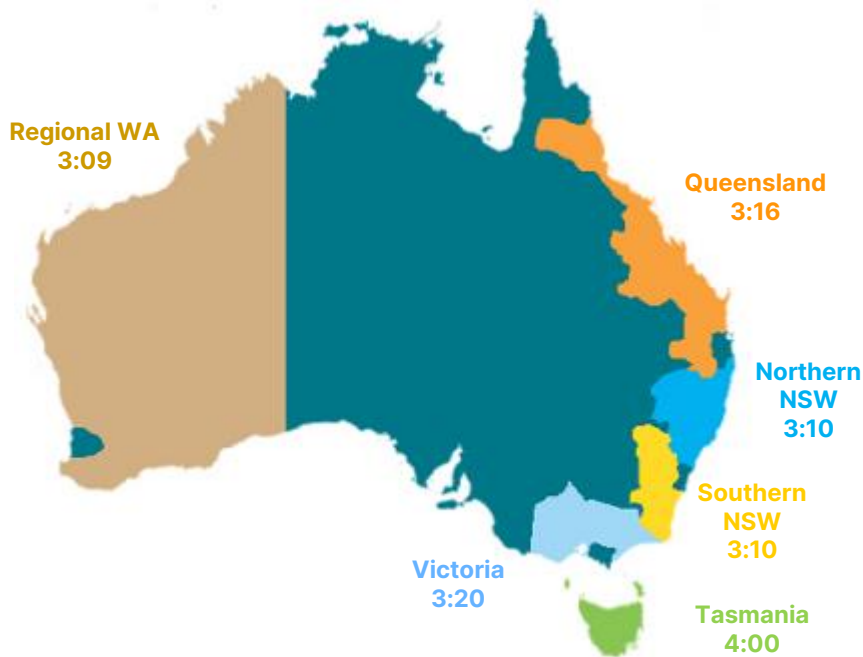 Regional WA
3:09
Queensland
3:16
Northern
NSW
3:10
Southern
NSW
3:10
Victoria
3:20
Tasmania
4:00